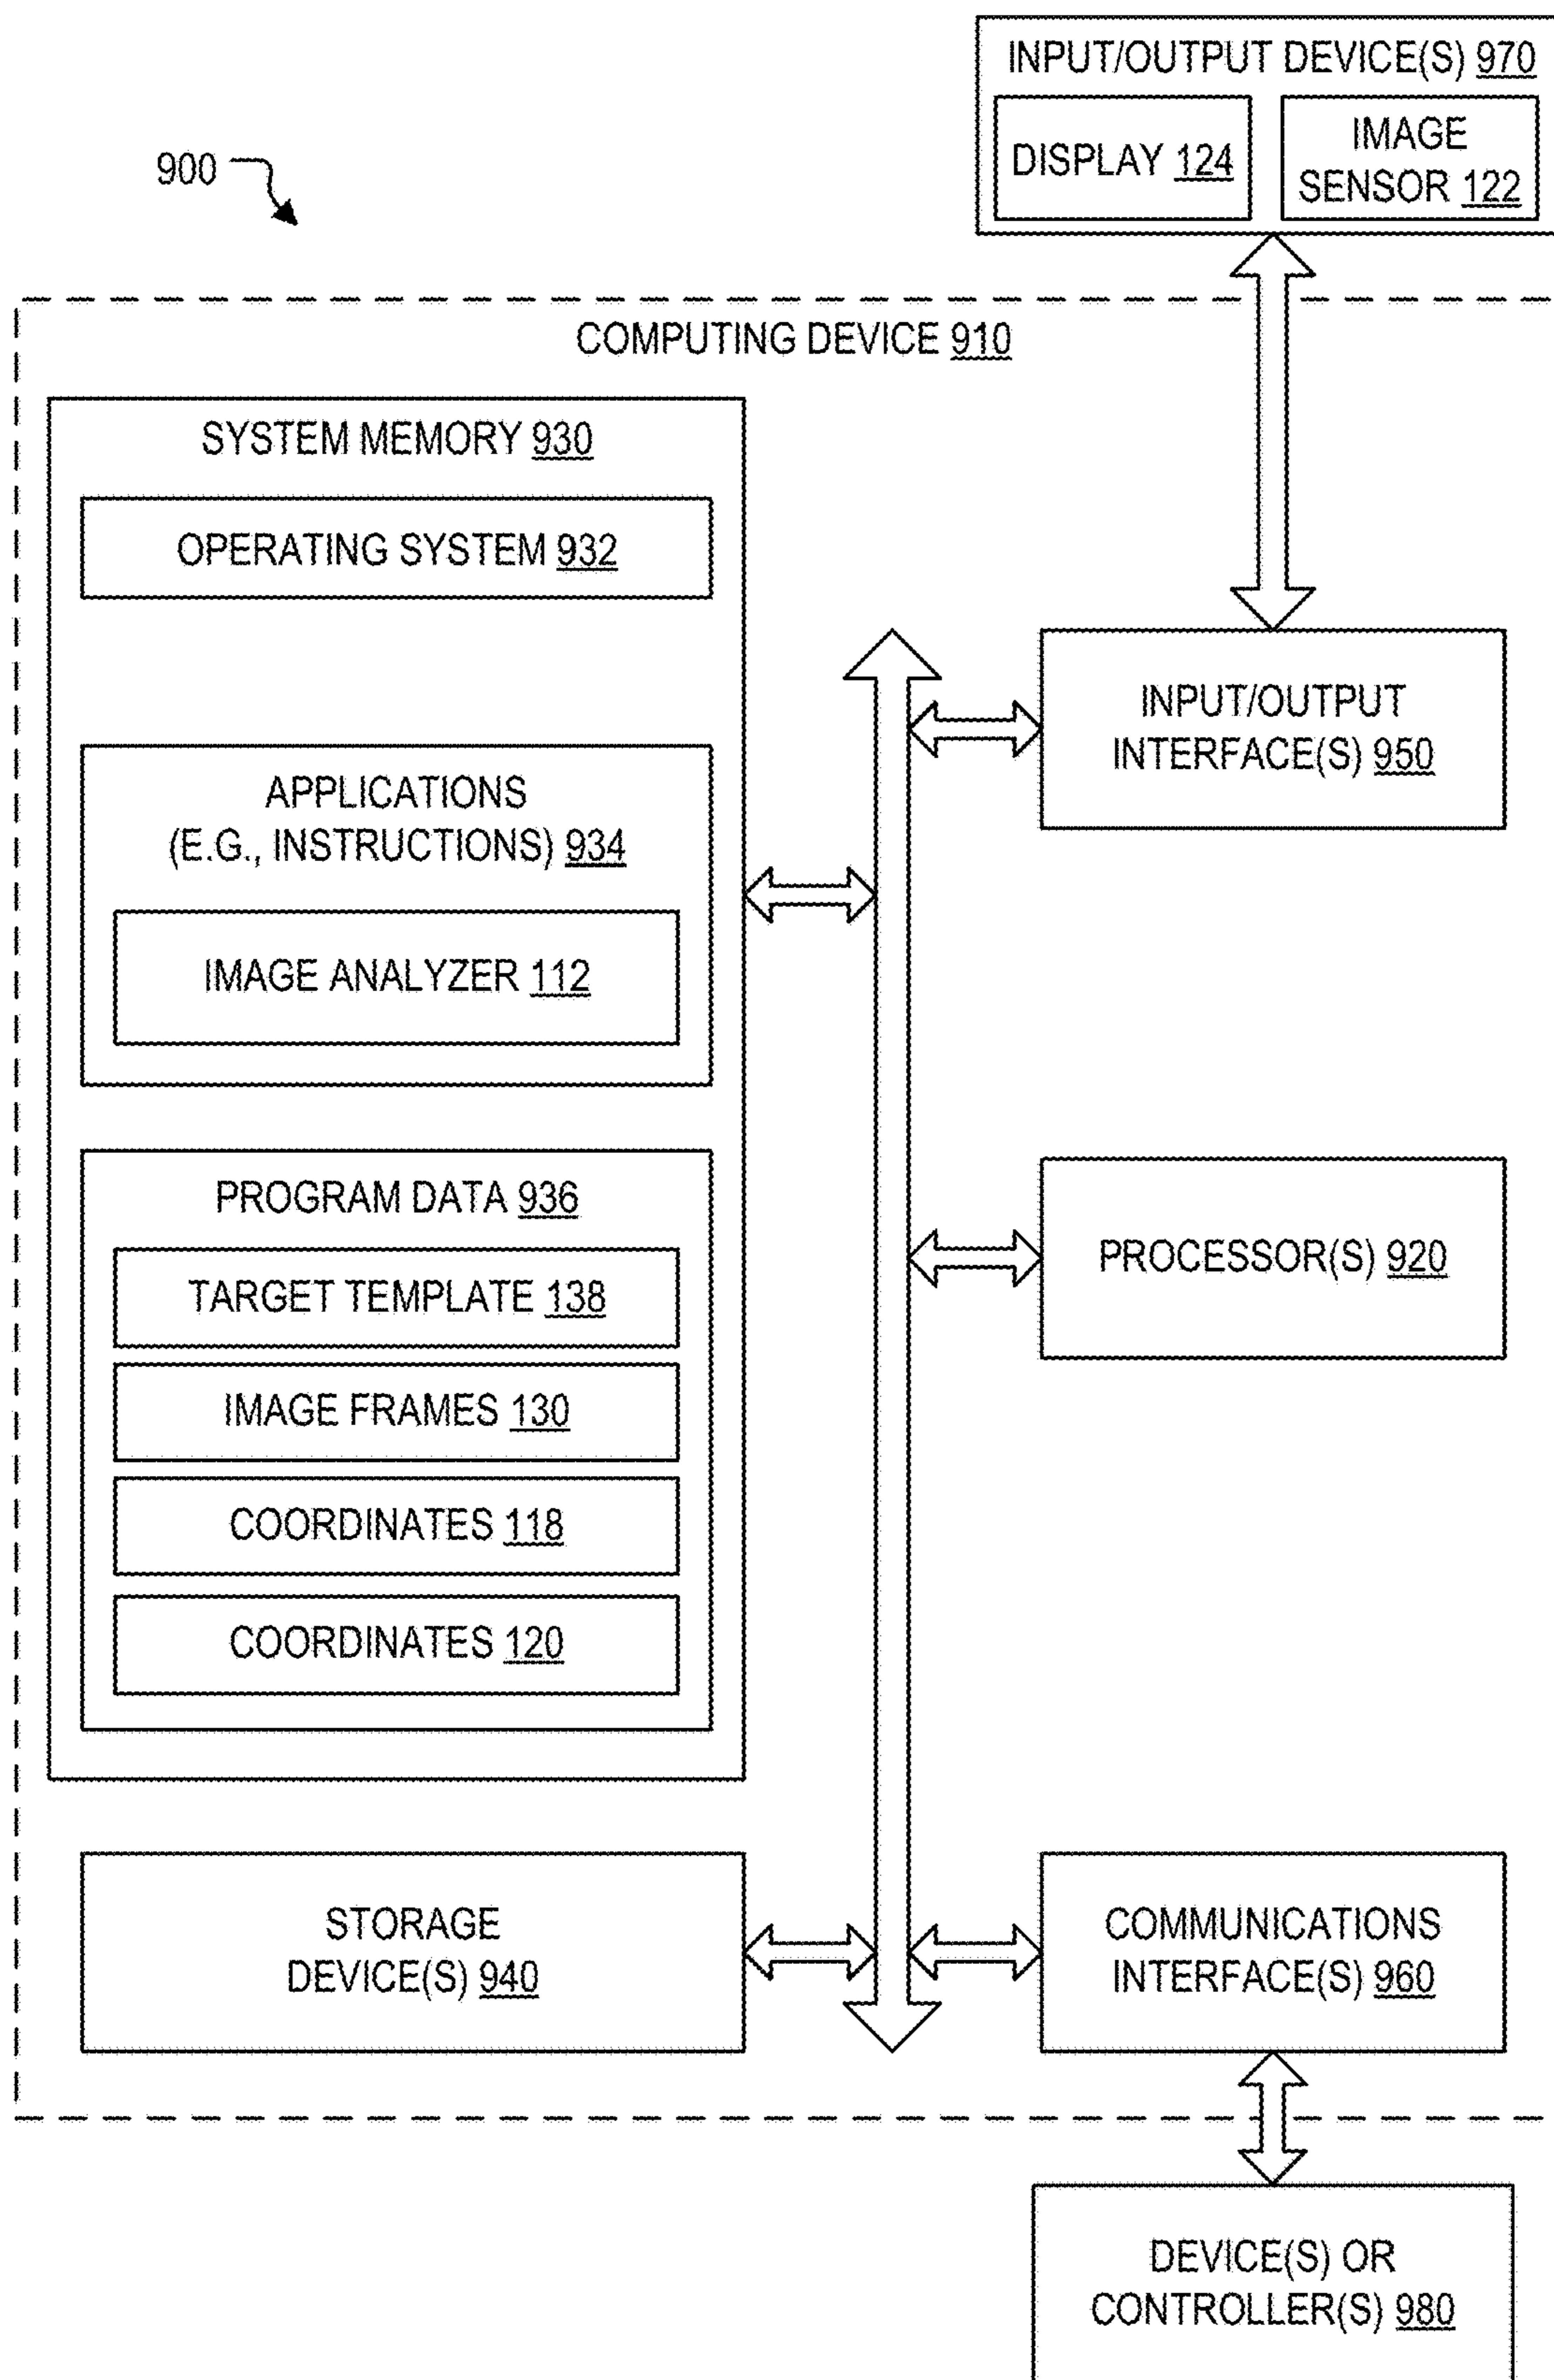 INPUT/OUTPUT DEVICE(S) 970
DISPLAY 124
IMAGE
SENSOR 122
900
COMPUTING DEVICE 910
SYSTEM MEMORY 930
OPERATING SYSTEM 932
APPLICATIONS
(E.G., INSTRUCTIONS) 934
IMAGE ANALYZER 112
PROGRAM DATA 936
TARGET TEMPLATE 138
IMAGE FRAMES 130
COORDINATES 118
COORDINATES 120
STORAGE
DEVICE(S) 940
INPUT/OUTPUT
INTERFACE(S) 950
PROCESSOR(S) 920
COMMUNICATIONS
INTERFACE(S) 960
DEVICE(S) OR
CONTROLLER(S) 980